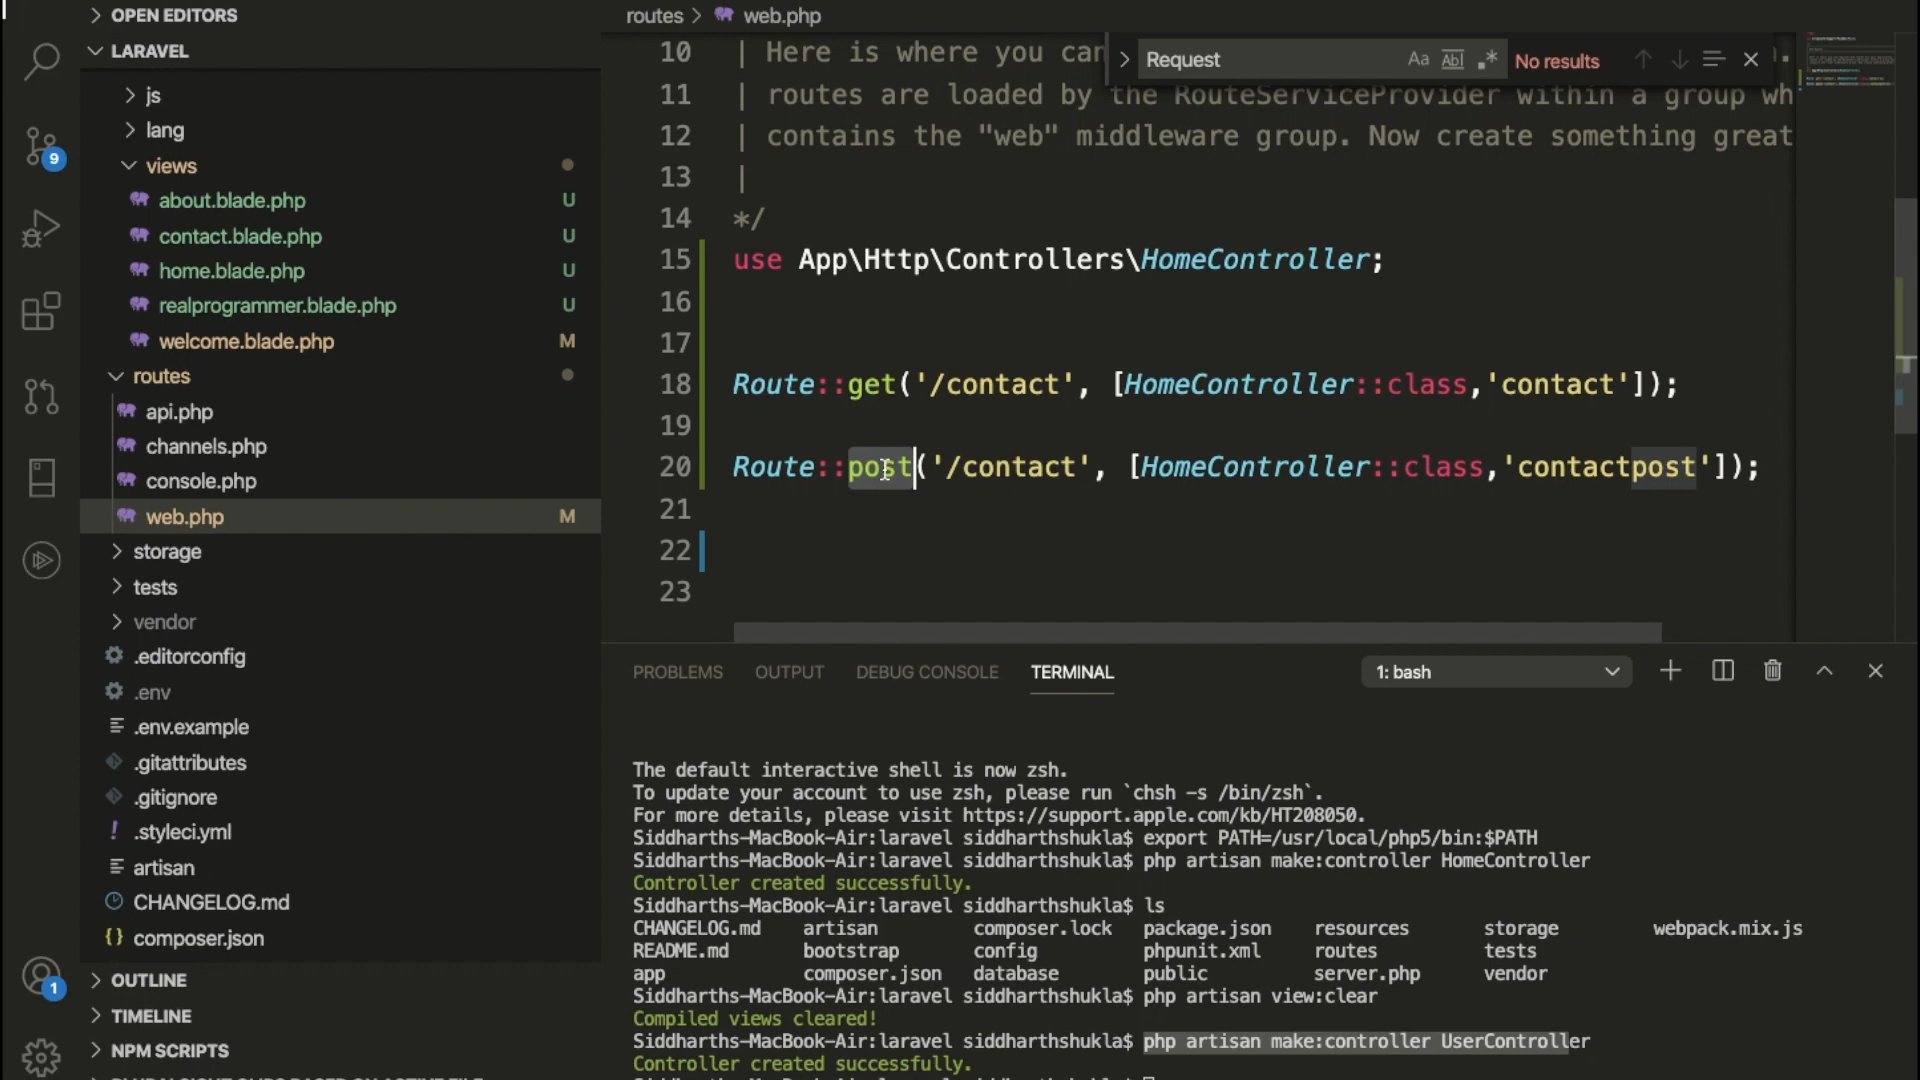 OPEN EDITORS
LARAVEL
js
lang
views
about.blade.php U
contact.blade.php U
home.blade.php U
realprogrammer.blade.php U
welcome.blade.php M
routes
api.php
channels.php
console.php
web.php M
storage
tests
vendor
.editorconfig
.env
.env.example
.gitattributes
.gitignore
.styleci.yml
artisan
CHANGELOG.md
{} composer.json
OUTLINE
TIMELINE
NPM SCRIPTS
9
1
routes > web.php
Request Aa Abl .* No results
10 | Here is where you can
11 | routes are loaded by the RouteServiceProvider within a group wh
12 | contains the "web" middleware group. Now create something great
13 |
14 */
15 use App\Http\Controllers\HomeController;
16
17
18 Route::get('/contact', [HomeController::class,'contact']);
19
20 Route::post('/contact', [HomeController::class,'contactpost']);
21
22
23
PROBLEMS OUTPUT DEBUG CONSOLE TERMINAL 1: bash
The default interactive shell is now zsh.
To update your account to use zsh, please run `chsh -s /bin/zsh`.
For more details, please visit https://support.apple.com/kb/HT208050.
Siddharths-MacBook-Air:laravel siddharthshukla$ export PATH=/usr/local/php5/bin:$PATH
Siddharths-MacBook-Air:laravel siddharthshukla$ php artisan make:controller HomeController
Controller created successfully.
Siddharths-MacBook-Air:laravel siddharthshukla$ ls
CHANGELOG.md artisan composer.lock package.json resources storage webpack.mix.js
README.md bootstrap config phpunit.xml routes tests
app composer.json database public server.php vendor
Siddharths-MacBook-Air:laravel siddharthshukla$ php artisan view:clear
Compiled views cleared!
Siddharths-MacBook-Air:laravel siddharthshukla$ php artisan make:controller UserController
Controller created successfully.